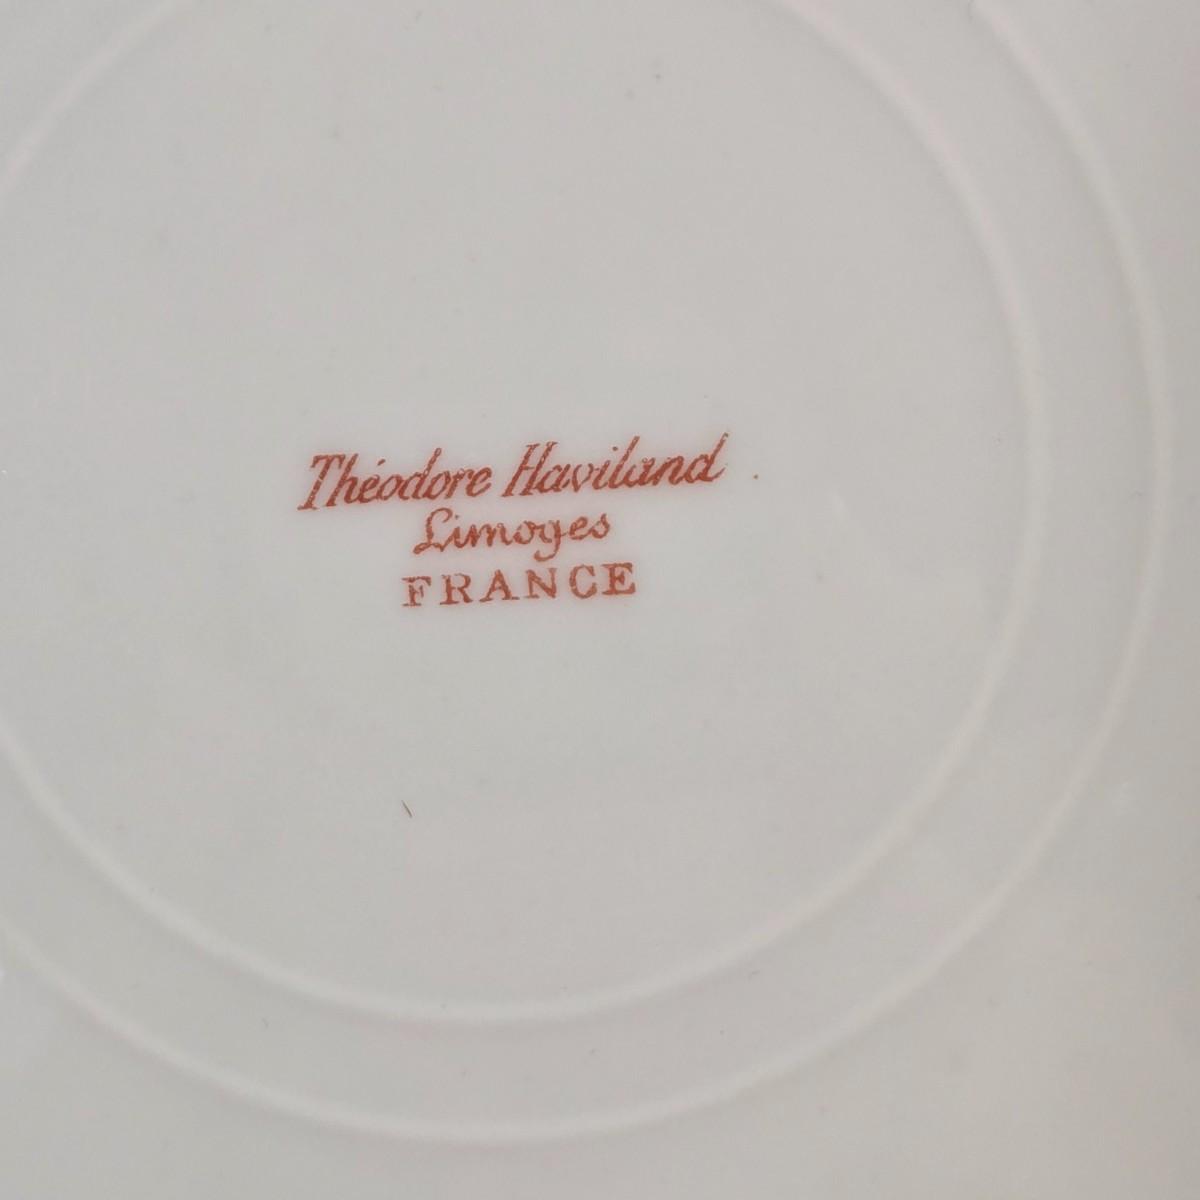 Théodore Haviland
Limoges
FRANCE